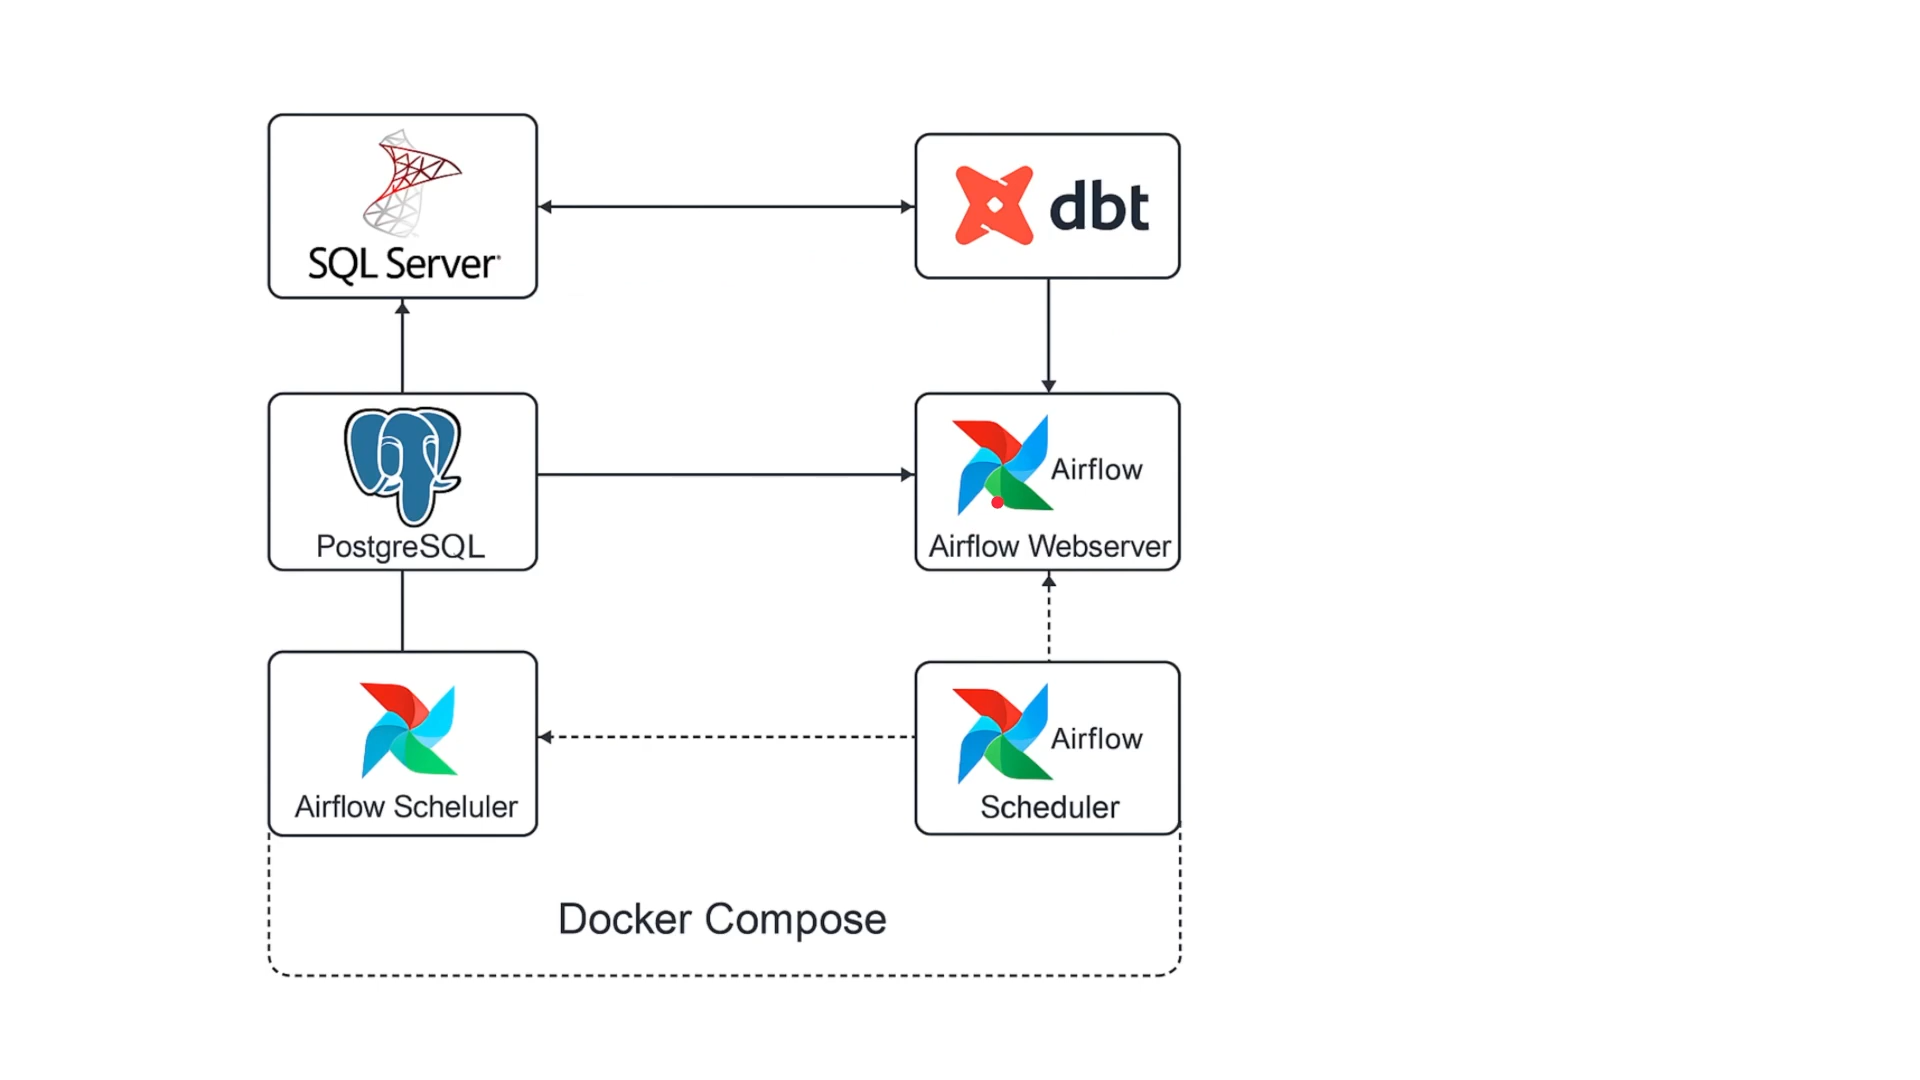 SQL Server
dbt
PostgreSQL
Airflow
Airflow Webserver
Airflow Scheluler
Airflow
Scheduler
Docker Compose